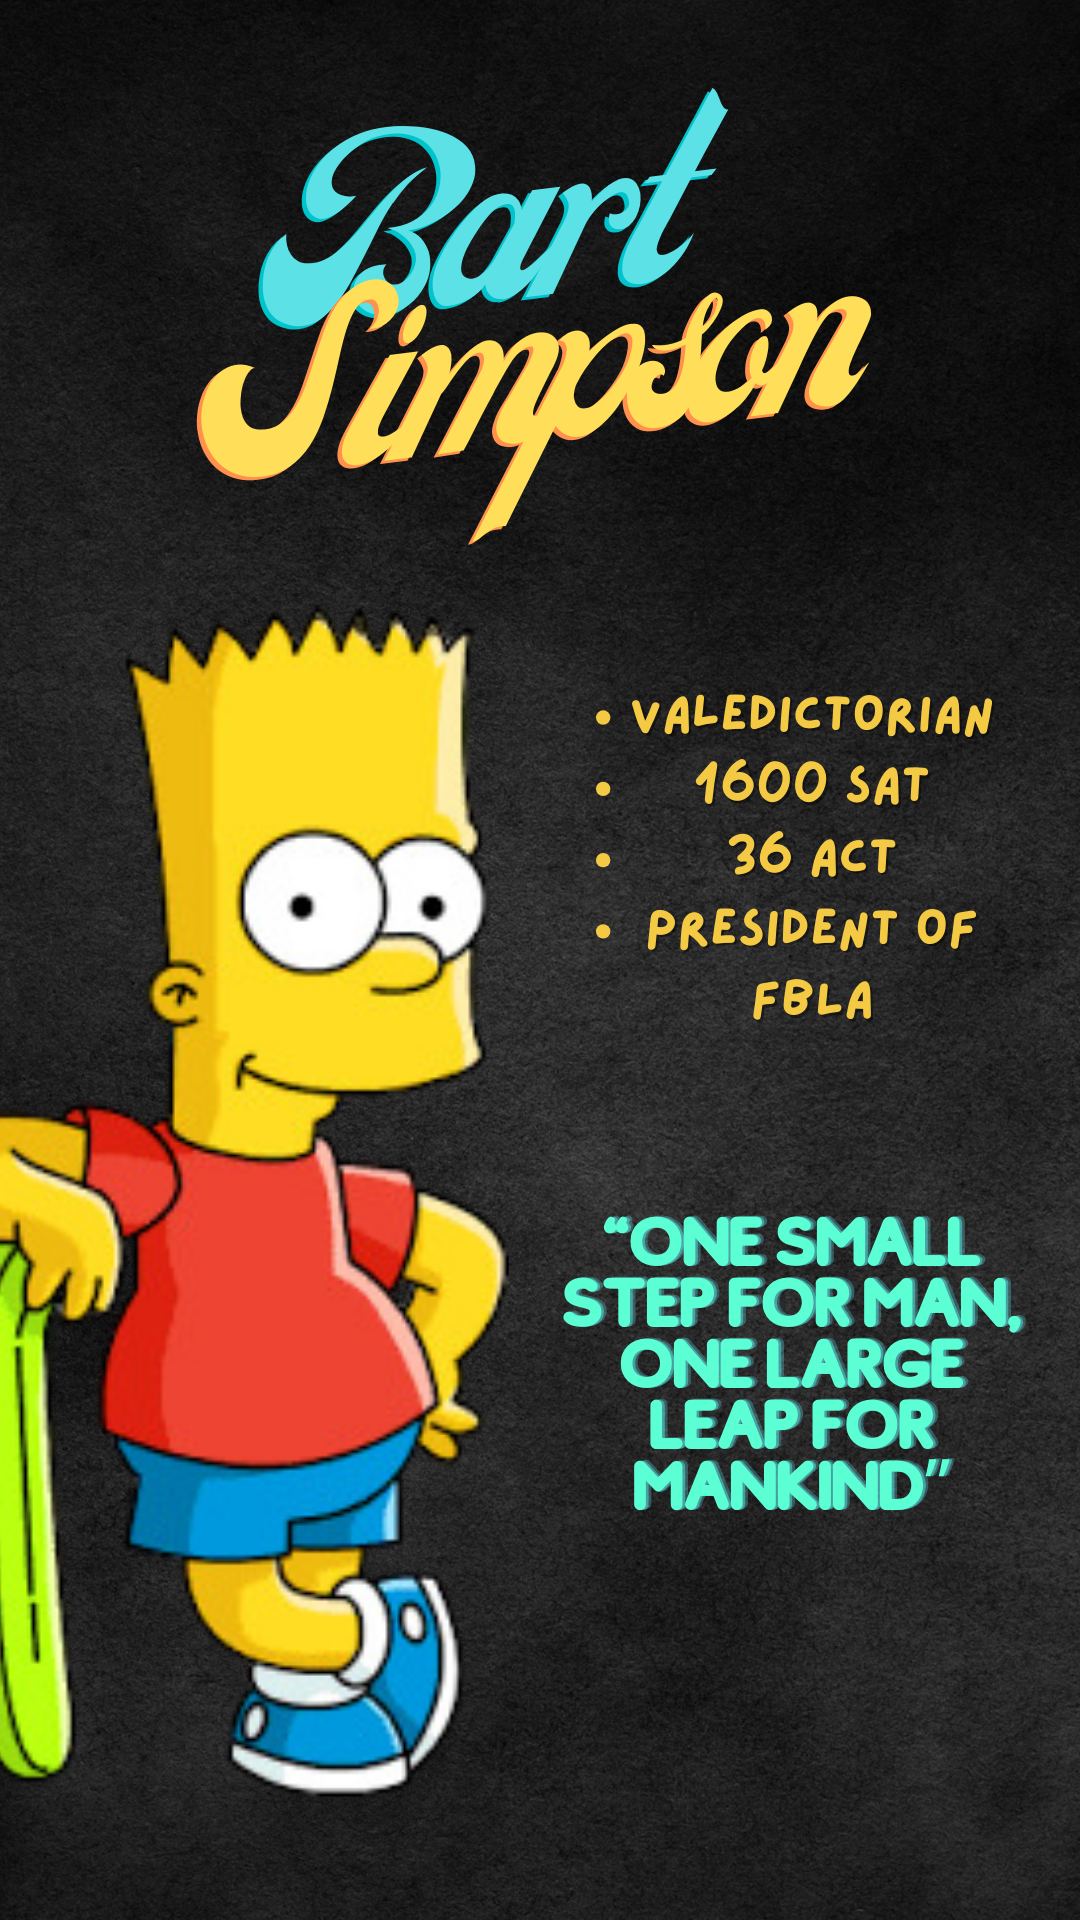 Bart
Simpson
• VALEDICTORIAN
• 1600 SAT
• 36 ACT
• PRESIDENT OF
FBLA
“ONE SMALL
STEP FOR MAN,
ONE LARGE
LEAP FOR
MANKIND”